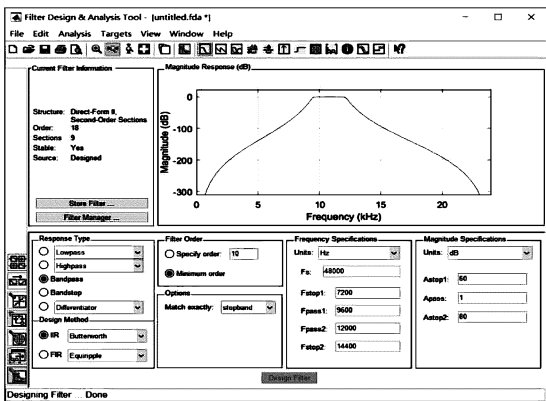 Filter Design & Analysis Tool - [untitled.fda *]
File Edit Analysis Targets View Window Help
Current Filter Information
Structure: Direct-Form II,
Second-Order Sections
Order: 18
Sections 9
Stable: Yes
Source: Designed
Store Filter ...
Filter Manager ...
Magnitude Response (dB)
Magnitude (dB)
0
-100
-200
-300
0 5 10 15 20
Frequency (kHz)
Response Type
Lowpass
Highpass
Bandpass
Bandstop
Differentiator
Design Method
IIR Butterworth
FIR Equiripple
Filter Order
Specify order: 10
Minimum order
Options
Match exactly: stopband
Frequency Specifications
Units: Hz
Fs: 48000
Fstop1: 7200
Fpass1: 9600
Fpass2: 12000
Fstop2: 14400
Magnitude Specifications
Units: dB
Astop1: 60
Apass: 1
Astop2: 80
Design Filter
Designing Filter ... Done